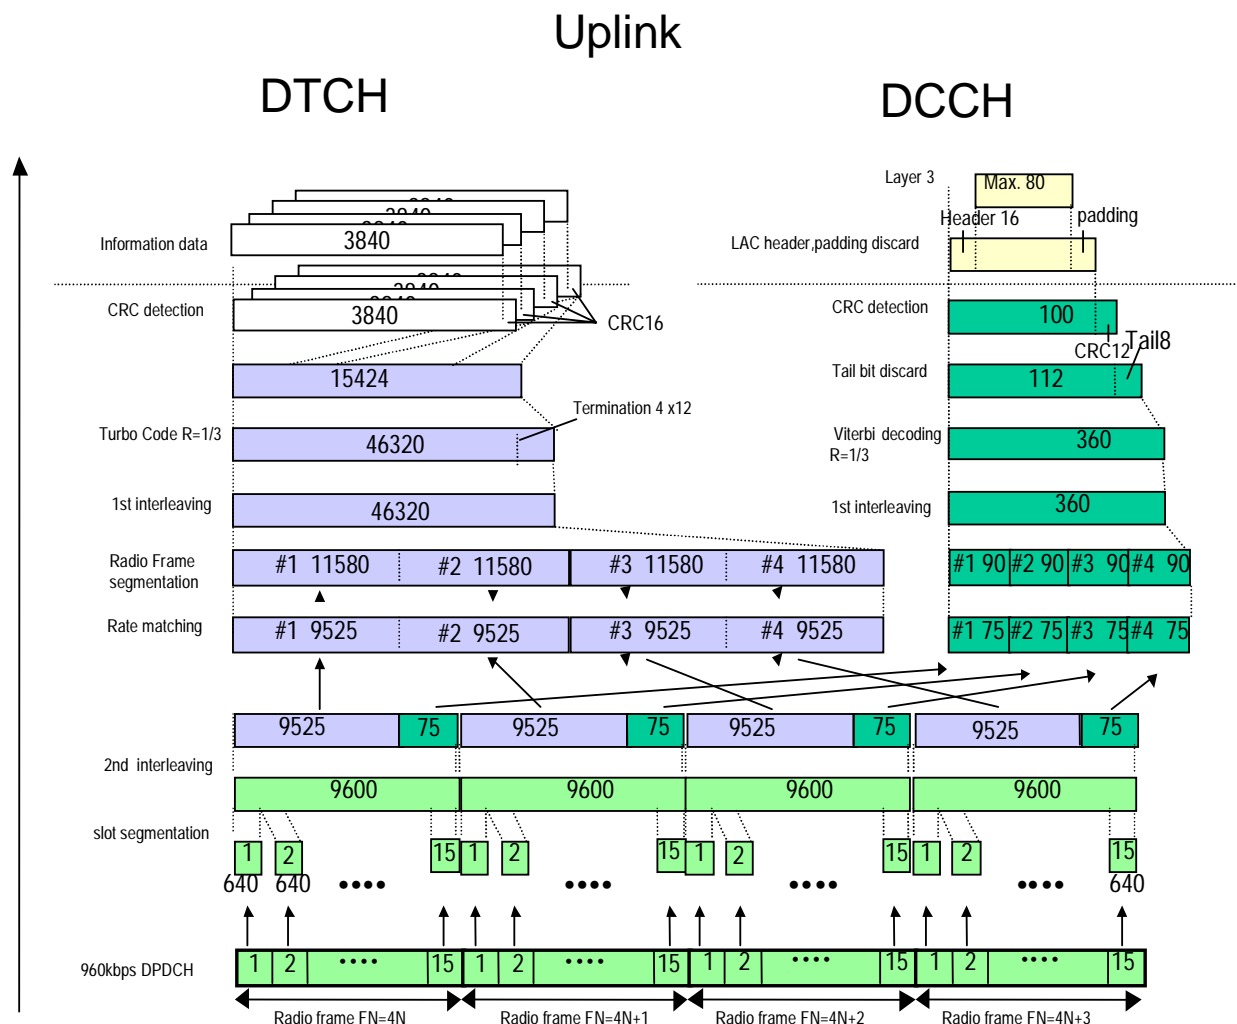 Uplink
DTCH
DCCH
Layer 3
Max. 80
Header 16
padding
Information data
3840
3840
LAC header,padding discard
CRC detection
3840
CRC16
CRC detection
100
CRC12
Tail8
15424
Tail bit discard
112
Termination 4 x12
Turbo Code R=1/3
46320
Viterbi decoding
R=1/3
360
1st interleaving
46320
1st interleaving
360
Radio Frame
segmentation
#1 11580
#2 11580
#3 11580
#4 11580
#1 90
#2 90
#3 90
#4 90
Rate matching
#1 9525
#2 9525
#3 9525
#4 9525
#1 75
#2 75
#3 75
#4 75
9525
75
9525
75
9525
75
9525
75
2nd interleaving
9600
9600
9600
9600
slot segmentation
1
2
15
1
2
15
1
2
15
1
2
15
640
640
640
960kbps DPDCH
1
2
15
1
2
15
1
2
15
1
2
15
Radio frame FN=4N
Radio frame FN=4N+1
Radio frame FN=4N+2
Radio frame FN=4N+3